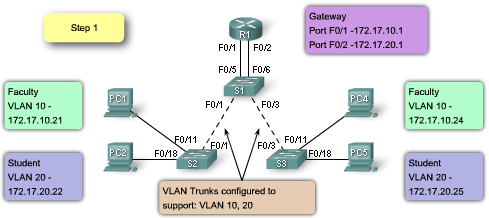 Step 1
R1
Gateway
Port F0/1 -172.17.10.1
Port F0/2 -172.17.20.1
F0/1
F0/2
F0/5
F0/6
S1
Faculty
VLAN 10 -
172.17.10.21
PC1
F0/1
F0/3
PC4
Faculty
VLAN 10 -
172.17.10.24
F0/11
F0/1
F0/3
F0/11
Student
VLAN 20 -
172.17.20.22
PC2
F0/18
S2
S3
F0/18
PC5
Student
VLAN 20 -
172.17.20.25
VLAN Trunks configured to
support: VLAN 10, 20